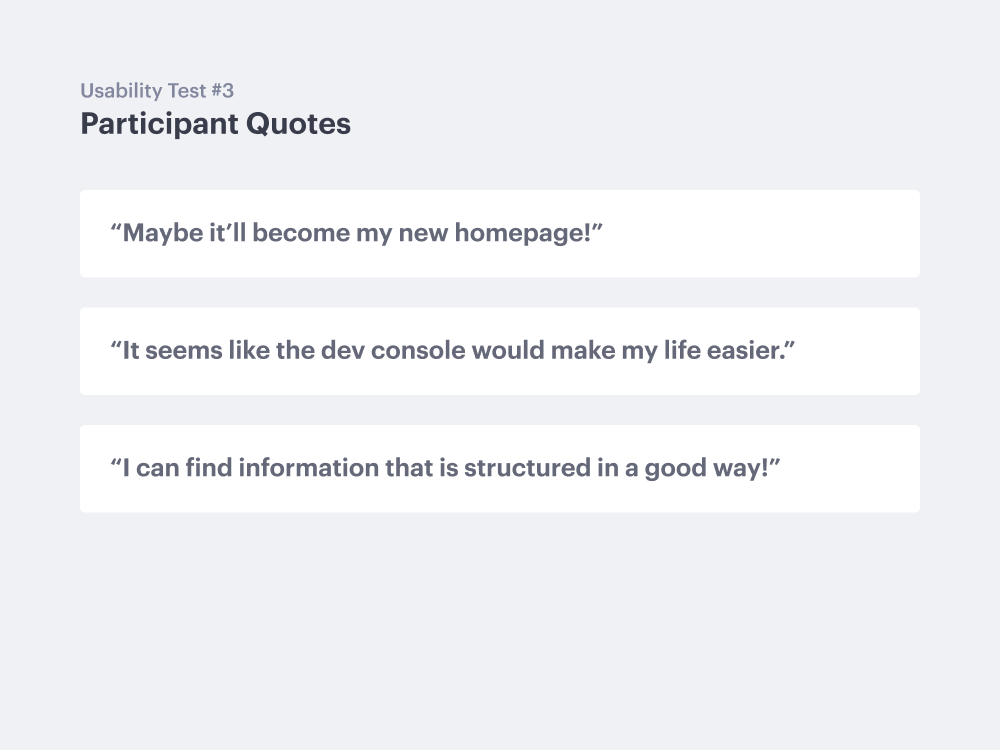 Usability Test #3
Participant Quotes
“Maybe it’ll become my new homepage!”
“It seems like the dev console would make my life easier.”
“I can find information that is structured in a good way!”